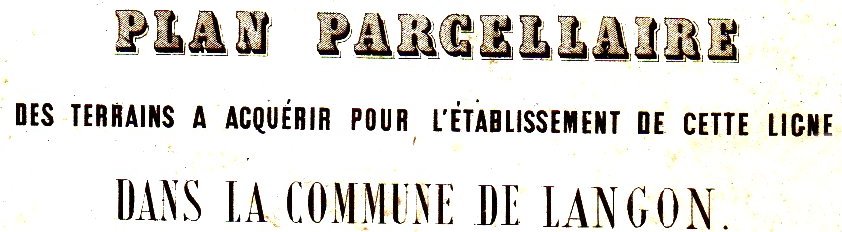 PLAN PARCELLAIRE
DES TERRAINS A ACQUÉRIR POUR L'ÉTABLISSEMENT DE CETTE LIGNE
DANS LA COMMUNE DE LANGON.